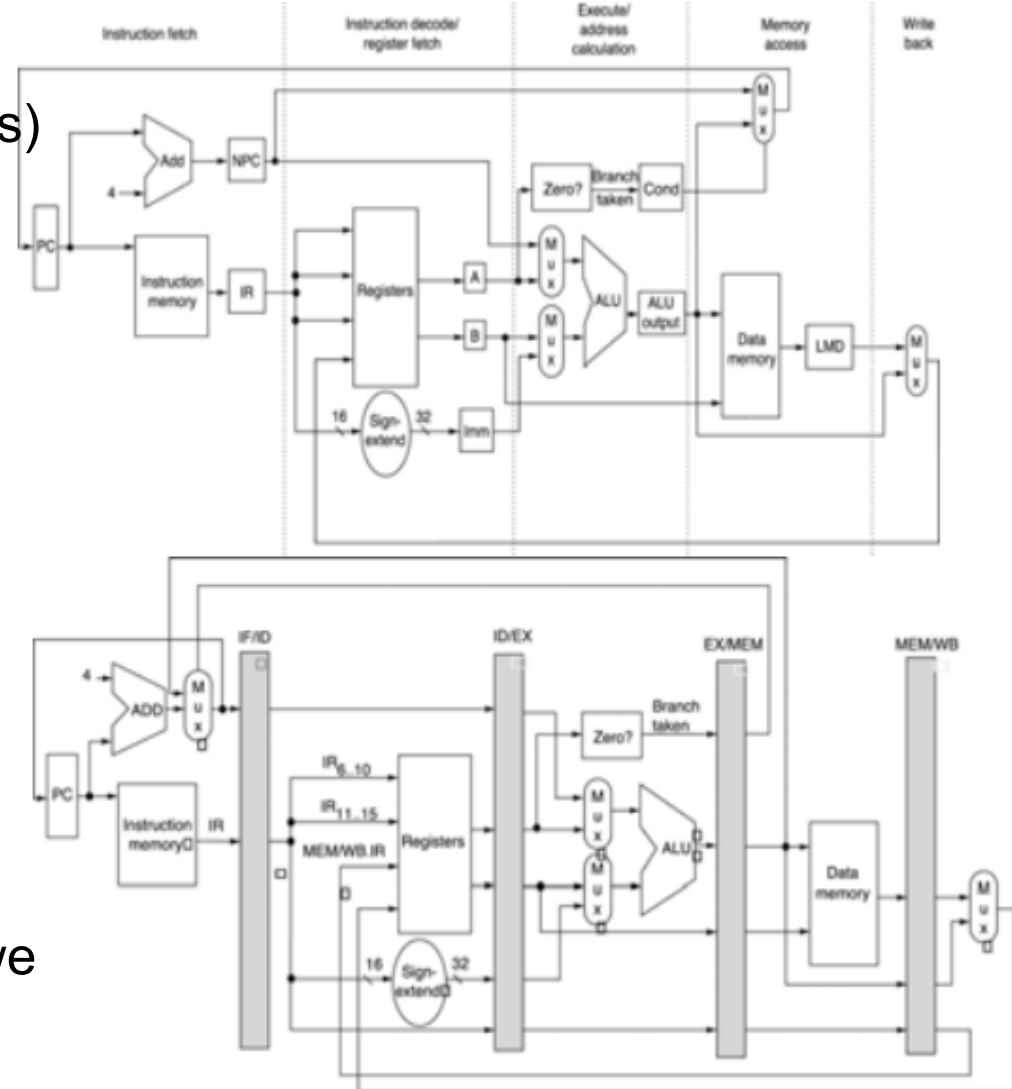 Instruction fetch
Instruction decode/
register fetch
Execute/
address
calculation
Memory
access
Write
back
s)
Add
NPC
4
PC
Instruction
memory
IR
Registers
A
B
16
Sign-
extend
32
Imm
Zero?
Branch
taken
Cond
M
u
x
M
u
x
M
u
x
ALU
ALU
output
Data
memory
LMD
M
u
x
IF/ID
ID/EX
EX/MEM
MEM/WB
4
ADD
M
u
x
PC
Instruction
memory
IR
IR6..10
IR11..15
MEM/WB.IR
Registers
16
Sign-
extend
32
Zero?
Branch
taken
M
u
x
M
u
x
ALU
Data
memory
M
u
x
ve